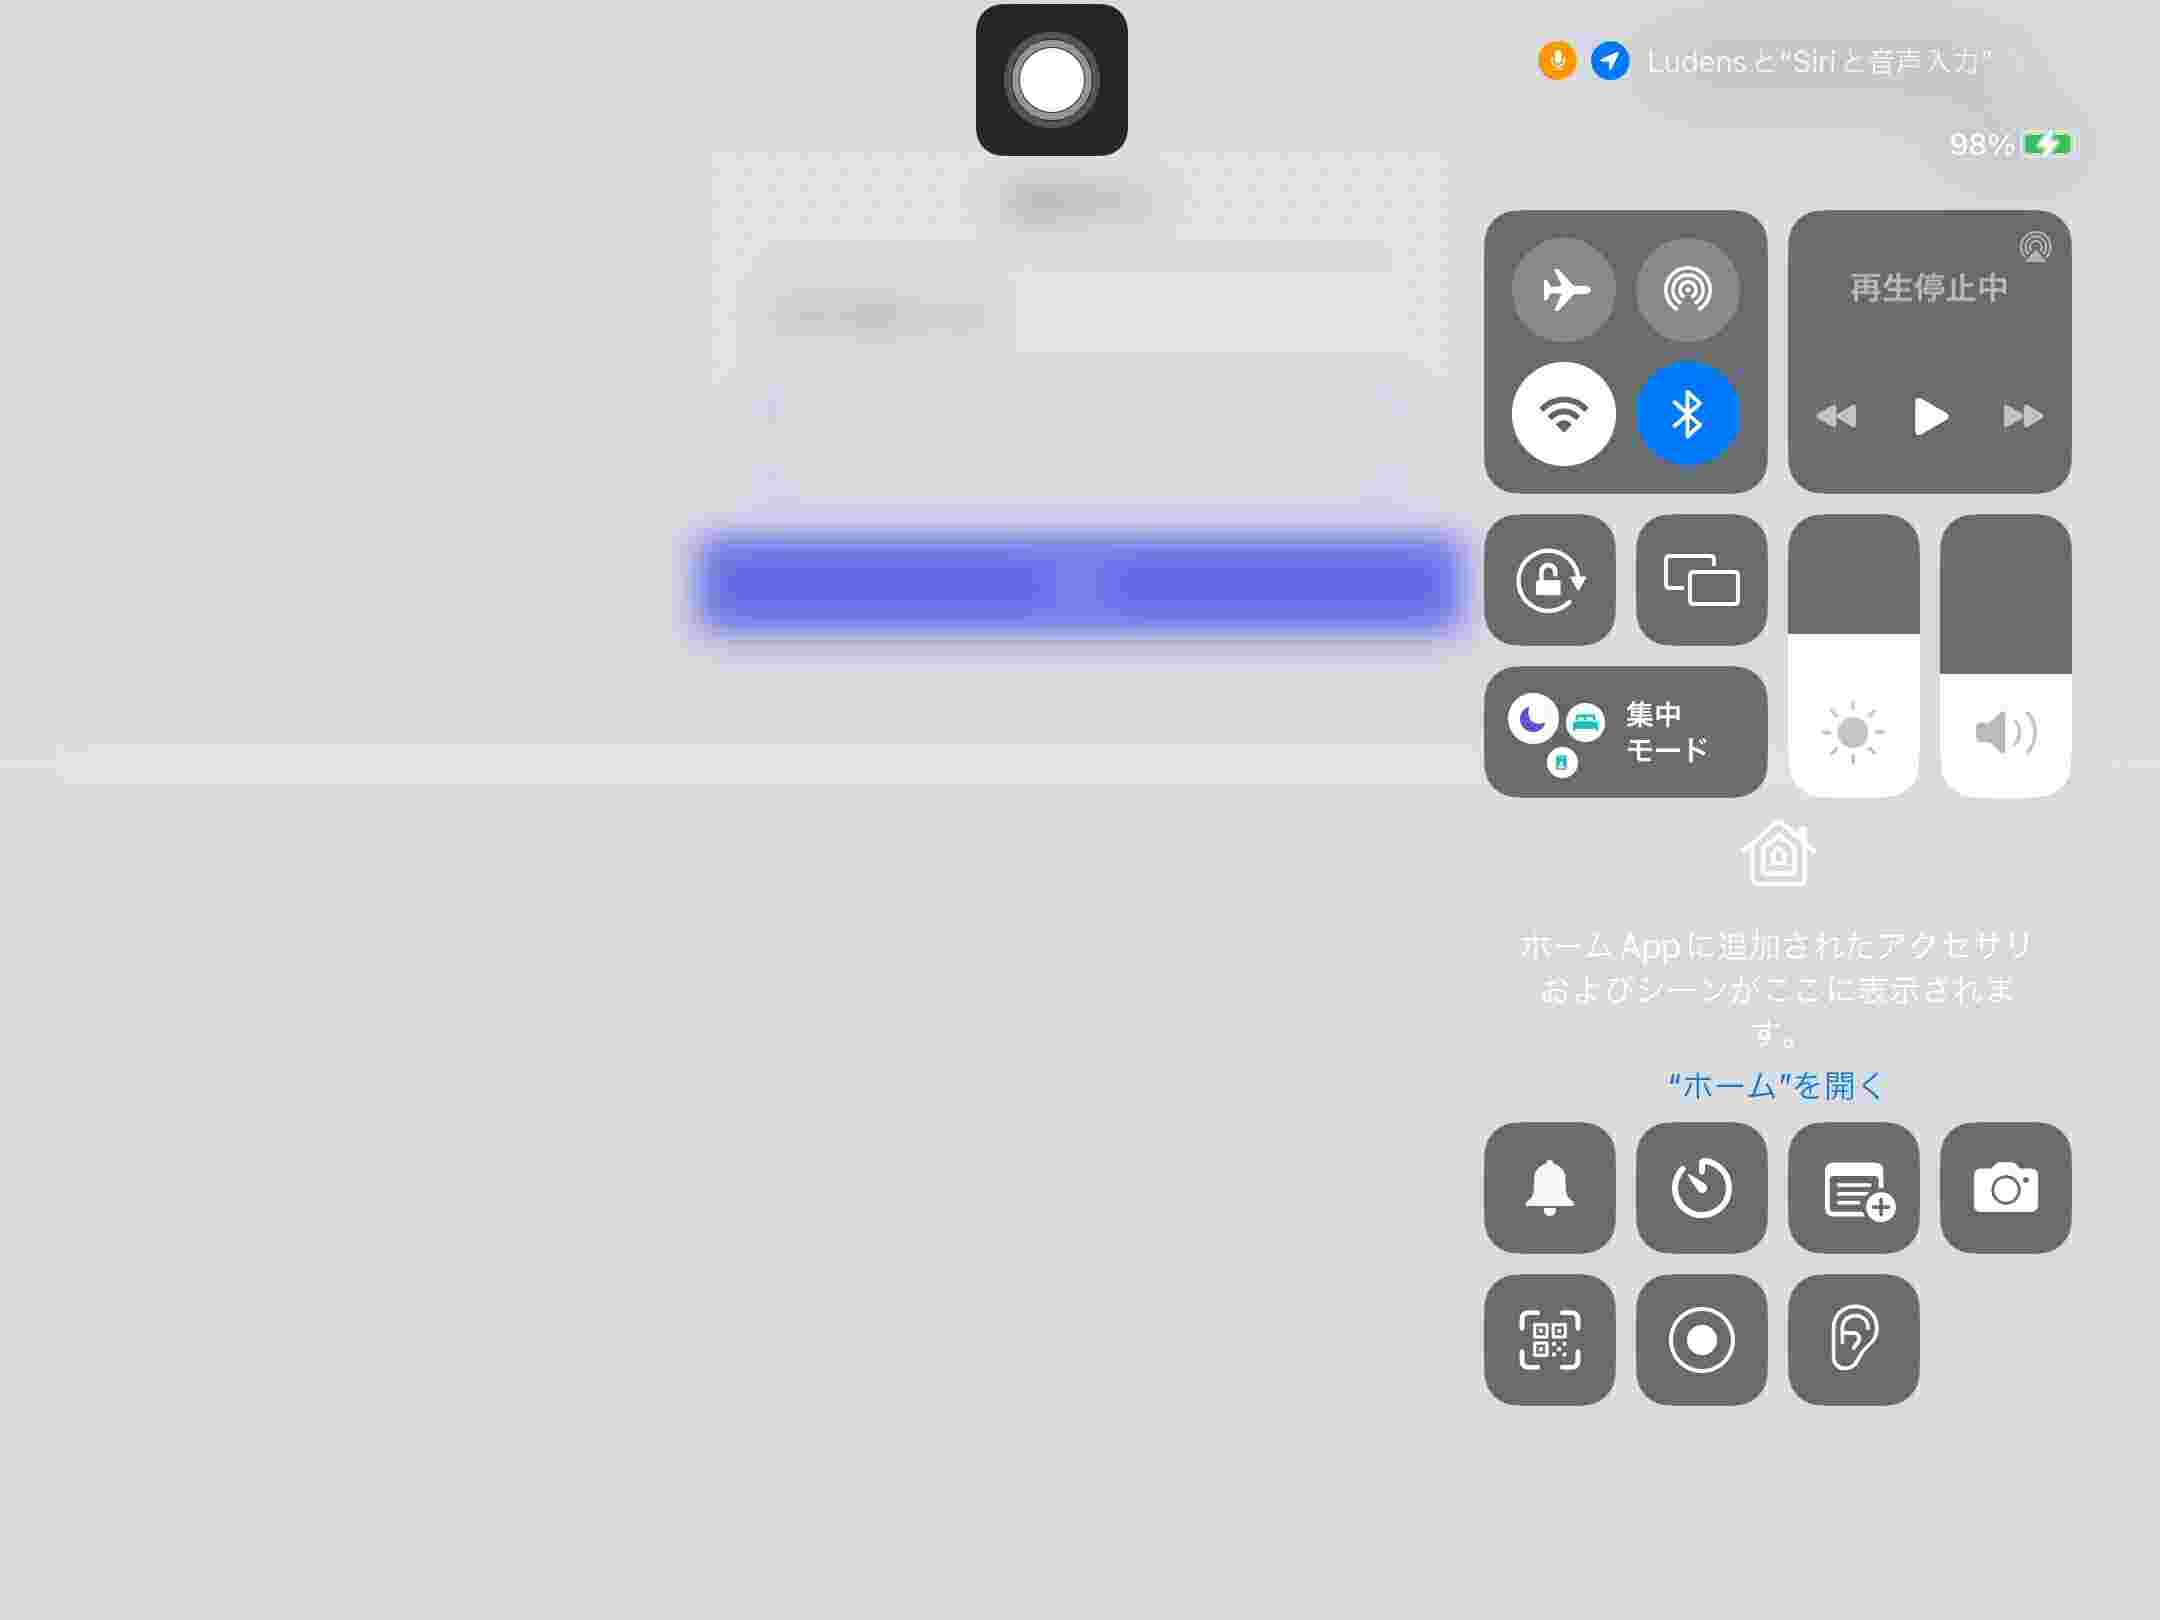 Ludensと“Siriと音声入力”
98%
再生停止中
集中
モード
ホームAppに追加されたアクセサリ
およびシーンがここに表示されま
す。
“ホーム”を開く